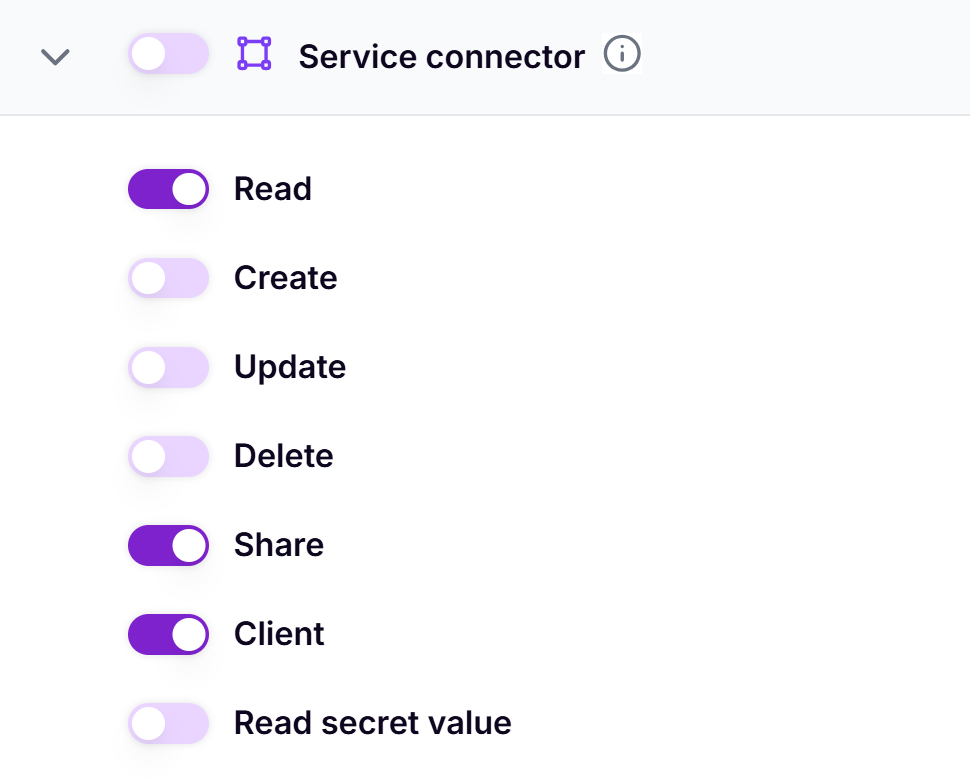 Service connector
Read
Create
Update
Delete
Share
Client
Read secret value